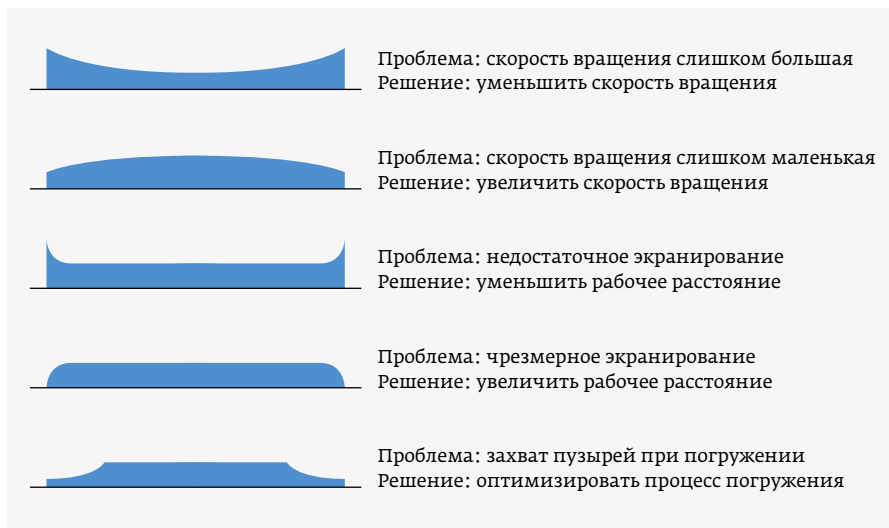 Проблема: скорость вращения слишком большая
Решение: уменьшить скорость вращения
Проблема: скорость вращения слишком маленькая
Решение: увеличить скорость вращения
Проблема: недостаточное экранирование
Решение: уменьшить рабочее расстояние
Проблема: чрезмерное экранирование
Решение: увеличить рабочее расстояние
Проблема: захват пузырей при погружении
Решение: оптимизировать процесс погружения